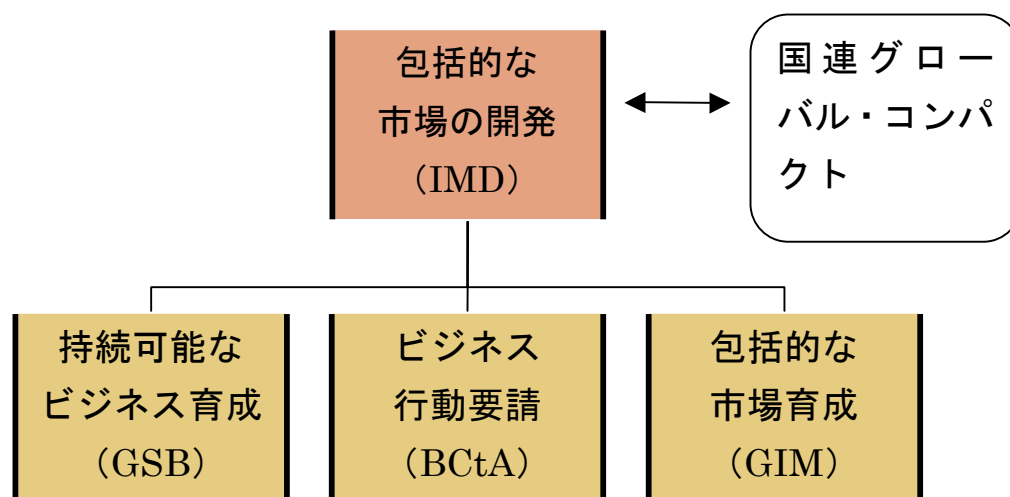 包括的な
市場の開発
（IMD）
国連グロー
バル・コンパ
クト
持続可能な
ビジネス育成
（GSB）
ビジネス
行動要請
（BCtA）
包括的な
市場育成
（GIM）